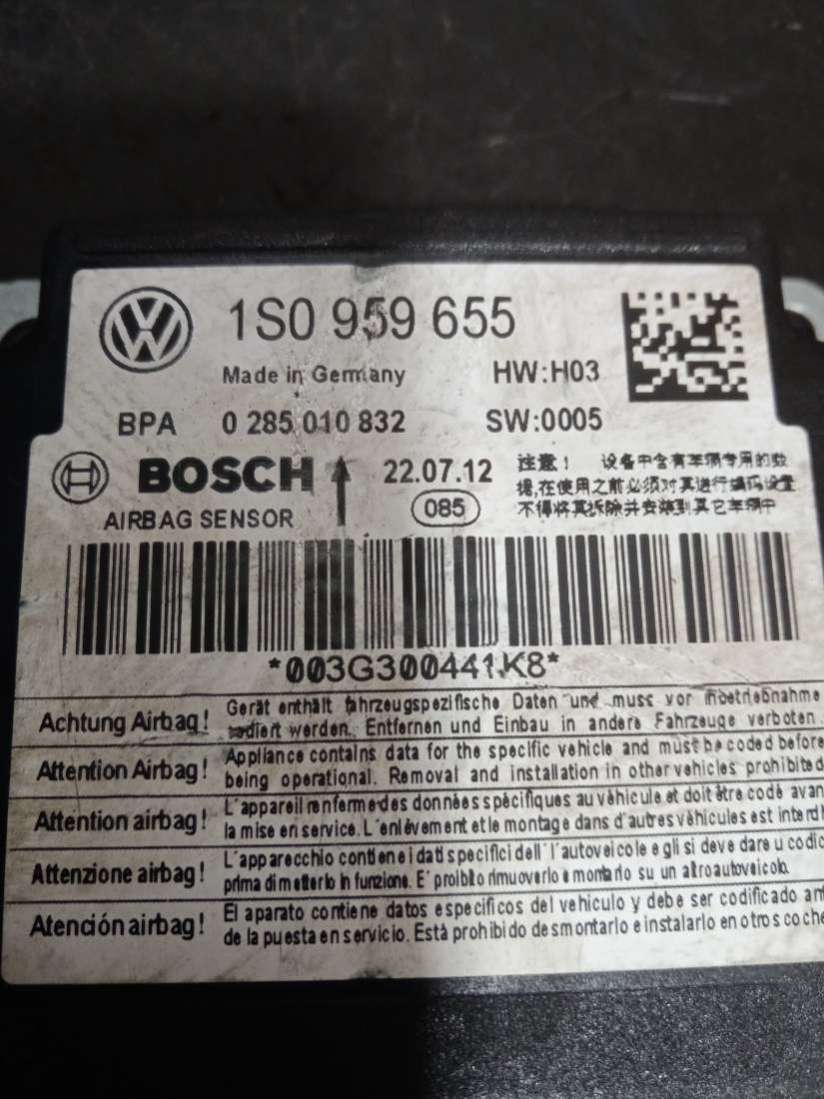 1S0 959 655
Made in Germany HW:H03
BPA 0 285 010 832 SW:0005
BOSCH 22.07.12
AIRBAG SENSOR 085
注意！ 设备中含有车辆专用的数
据,在使用之前必须对其进行编码设置
不得将其拆除并安装到其它车辆中
*003G300441K8*
Achtung Airbag! Gerät enthält fahrzeugspezifische Daten und muss vor Inbetriebnahme
codiert werden. Entfernen und Einbau in andere Fahrzeuge verboten.
Attention Airbag! Appliance contains data for the specific vehicle and must be coded before
being operational. Removal and installation in other vehicles prohibited
Attention airbag! L'appareil renferme des données spécifiques au véhicule et doit être codé avan
la mise en service. L'enlèvement et le montage dans d'autres véhicules est interdi
Attenzione airbag! L'apparecchio contiene i dati specifici dell'l'autoveicolo e gli si deve dare u codic
prima di metterlo in funzione. E' proibito rimuoverlo e montarlo su un altroautoveicolo.
Atención airbag! El aparato contiene datos específicos del vehículo y debe ser codificado ant
de la puesta en servicio. Está prohibido desmontarlo e instalarlo en otros coche